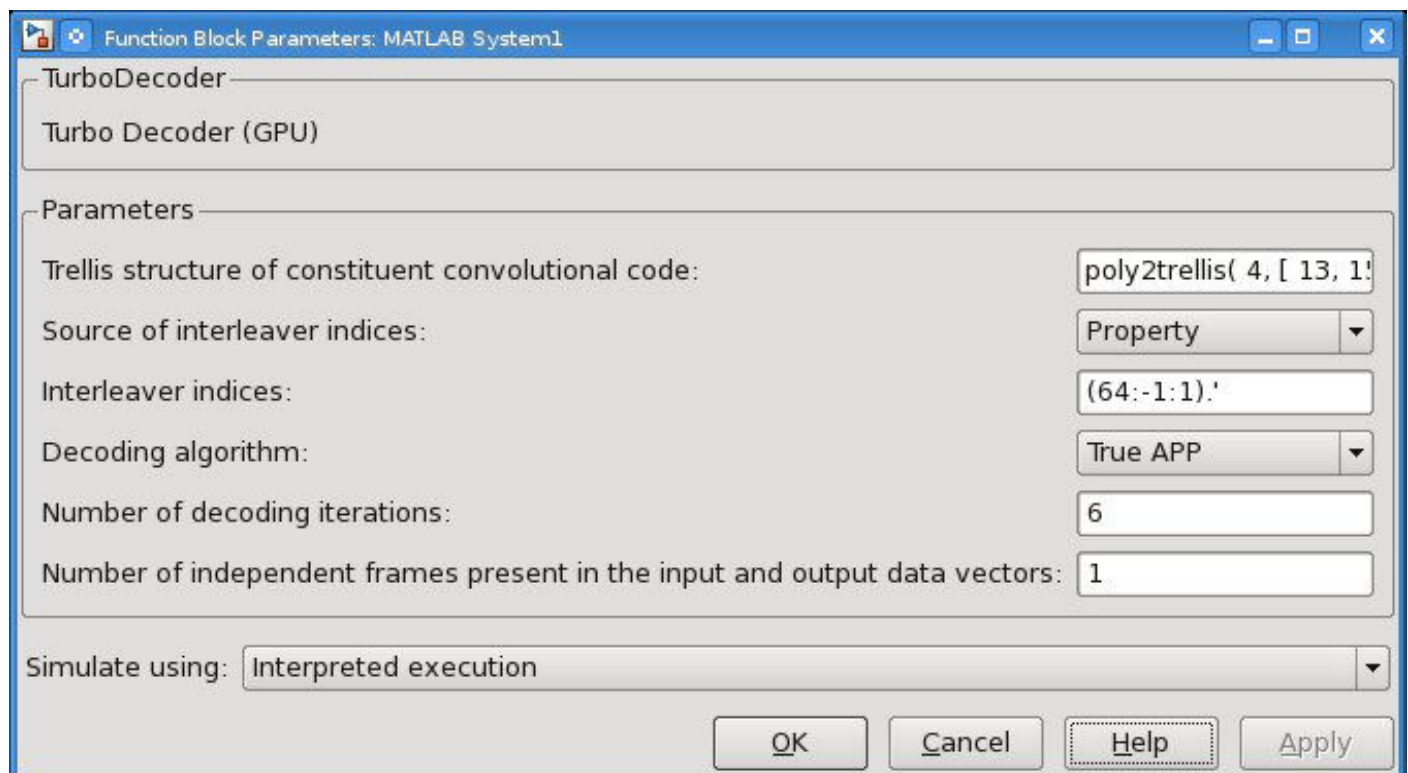 Function Block Parameters: MATLAB System1
TurboDecoder
Turbo Decoder (GPU)
Parameters
Trellis structure of constituent convolutional code: poly2trellis( 4, [ 13, 1
Source of interleaver indices: Property
Interleaver indices: (64:-1:1).'
Decoding algorithm: True APP
Number of decoding iterations: 6
Number of independent frames present in the input and output data vectors: 1
Simulate using: Interpreted execution
OK Cancel Help Apply